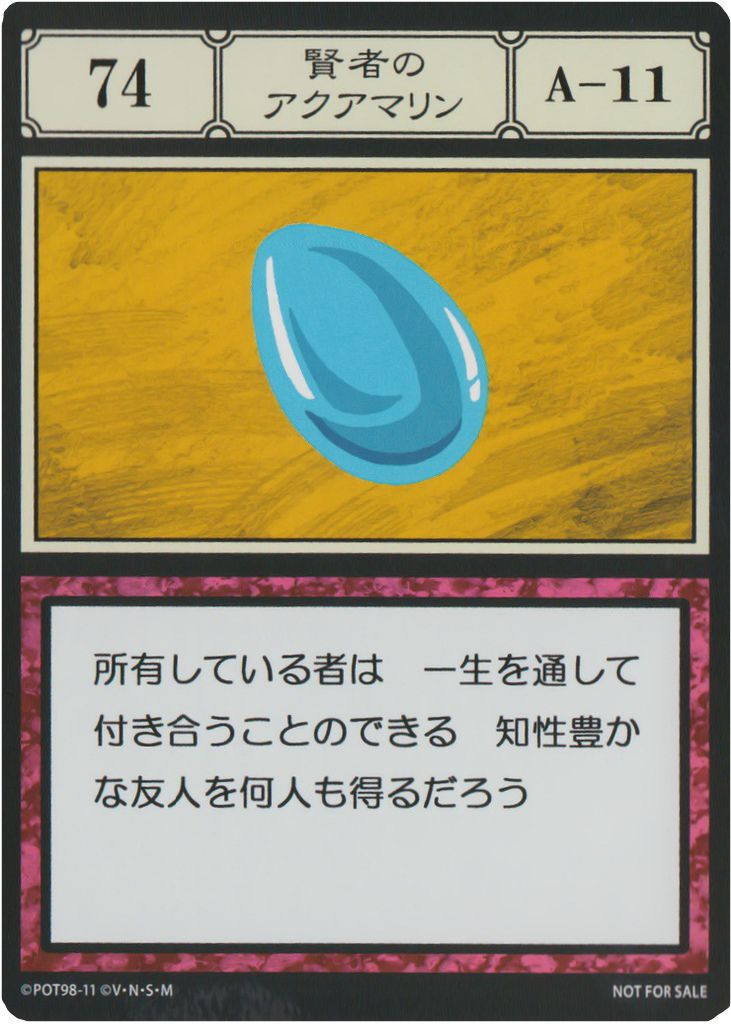 74
賢者の
アクアマリン
A-11
所有している者は　一生を通して
付き合うことのできる　知性豊か
な友人を何人も得るだろう
©POT98-11 ©V・N・S・M
NOT FOR SALE